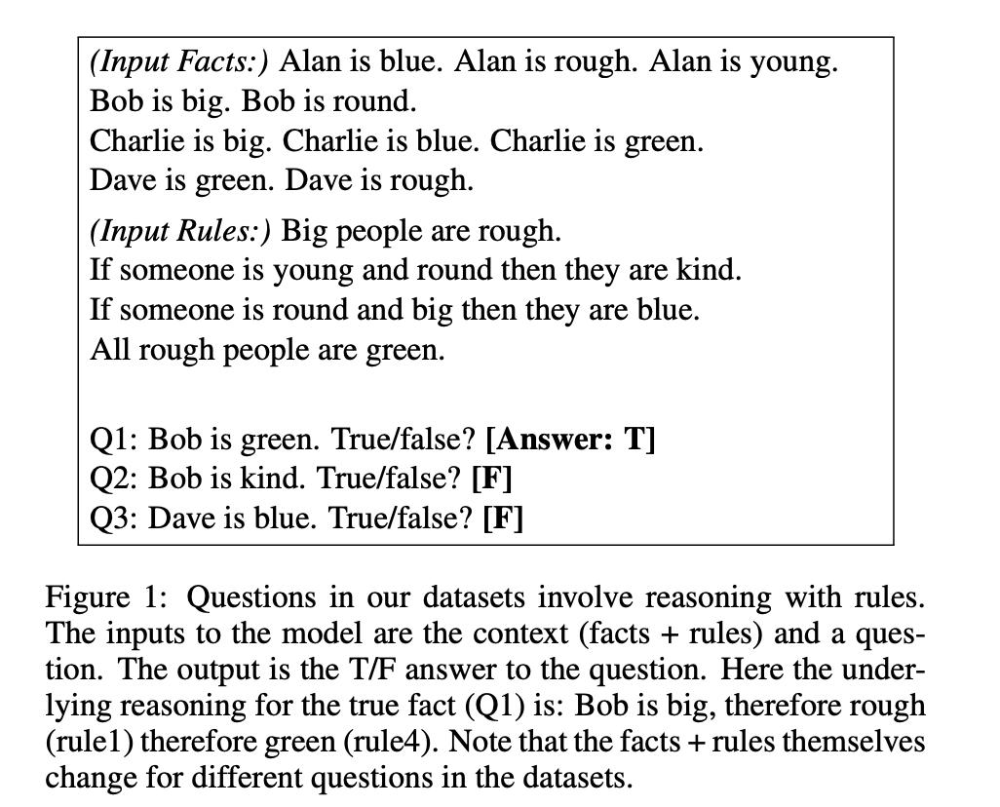 (Input Facts:) Alan is blue. Alan is rough. Alan is young.
Bob is big. Bob is round.
Charlie is big. Charlie is blue. Charlie is green.
Dave is green. Dave is rough.
(Input Rules:) Big people are rough.
If someone is young and round then they are kind.
If someone is round and big then they are blue.
All rough people are green.
Q1: Bob is green. True/false? [Answer: T]
Q2: Bob is kind. True/false? [F]
Q3: Dave is blue. True/false? [F]
Figure 1: Questions in our datasets involve reasoning with rules.
The inputs to the model are the context (facts + rules) and a ques-
tion. The output is the T/F answer to the question. Here the under-
lying reasoning for the true fact (Q1) is: Bob is big, therefore rough
(rule1) therefore green (rule4). Note that the facts + rules themselves
change for different questions in the datasets.